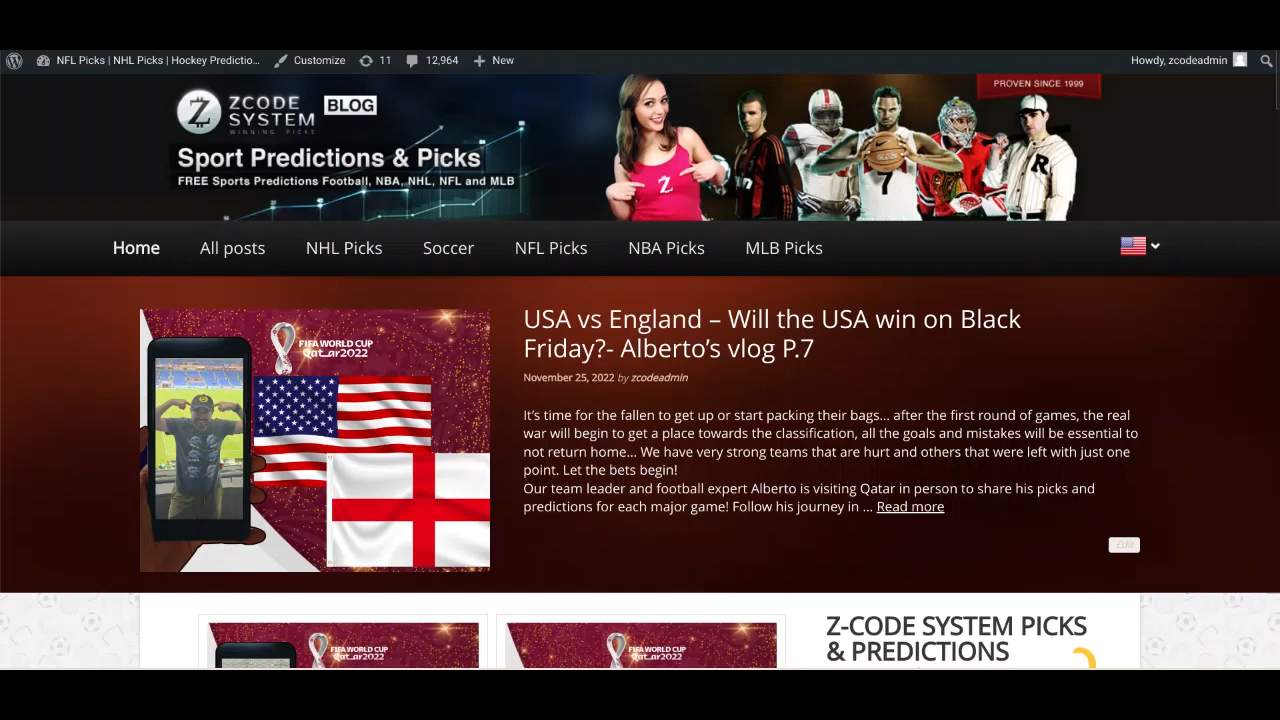 NFL Picks | NHL Picks | Hockey Predictio... Customize 11 12,964 New Howdy, zcodeadmin
PROVEN SINCE 1999
ZCODE
SYSTEM BLOG
WINNING PICKS
Sport Predictions & Picks
FREE Sports Predictions Football, NBA, NHL, NFL and MLB
Z
7
R
Home All posts NHL Picks Soccer NFL Picks NBA Picks MLB Picks
FIFA WORLD CUP
Qatar2022
USA vs England – Will the USA win on Black
Friday?- Alberto’s vlog P.7
November 25, 2022 by zcodeadmin
It’s time for the fallen to get up or start packing their bags… after the first round of games, the real
war will begin to get a place towards the classification, all the goals and mistakes will be essential to
not return home… We have very strong teams that are hurt and others that were left with just one
point. Let the bets begin!
Our team leader and football expert Alberto is visiting Qatar in person to share his picks and
predictions for each major game! Follow his journey in … Read more
Edit
FIFA WORLD CUP
Qatar2022
FIFA WORLD CUP
Qatar2022
Z-CODE SYSTEM PICKS
& PREDICTIONS